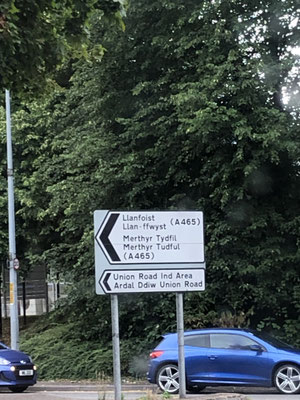 Llanfoist
Llan-ffwyst (A465)
Merthyr Tydfil
Merthyr Tudful
(A465)
Union Road Ind Area
Ardal Ddiw Union Road